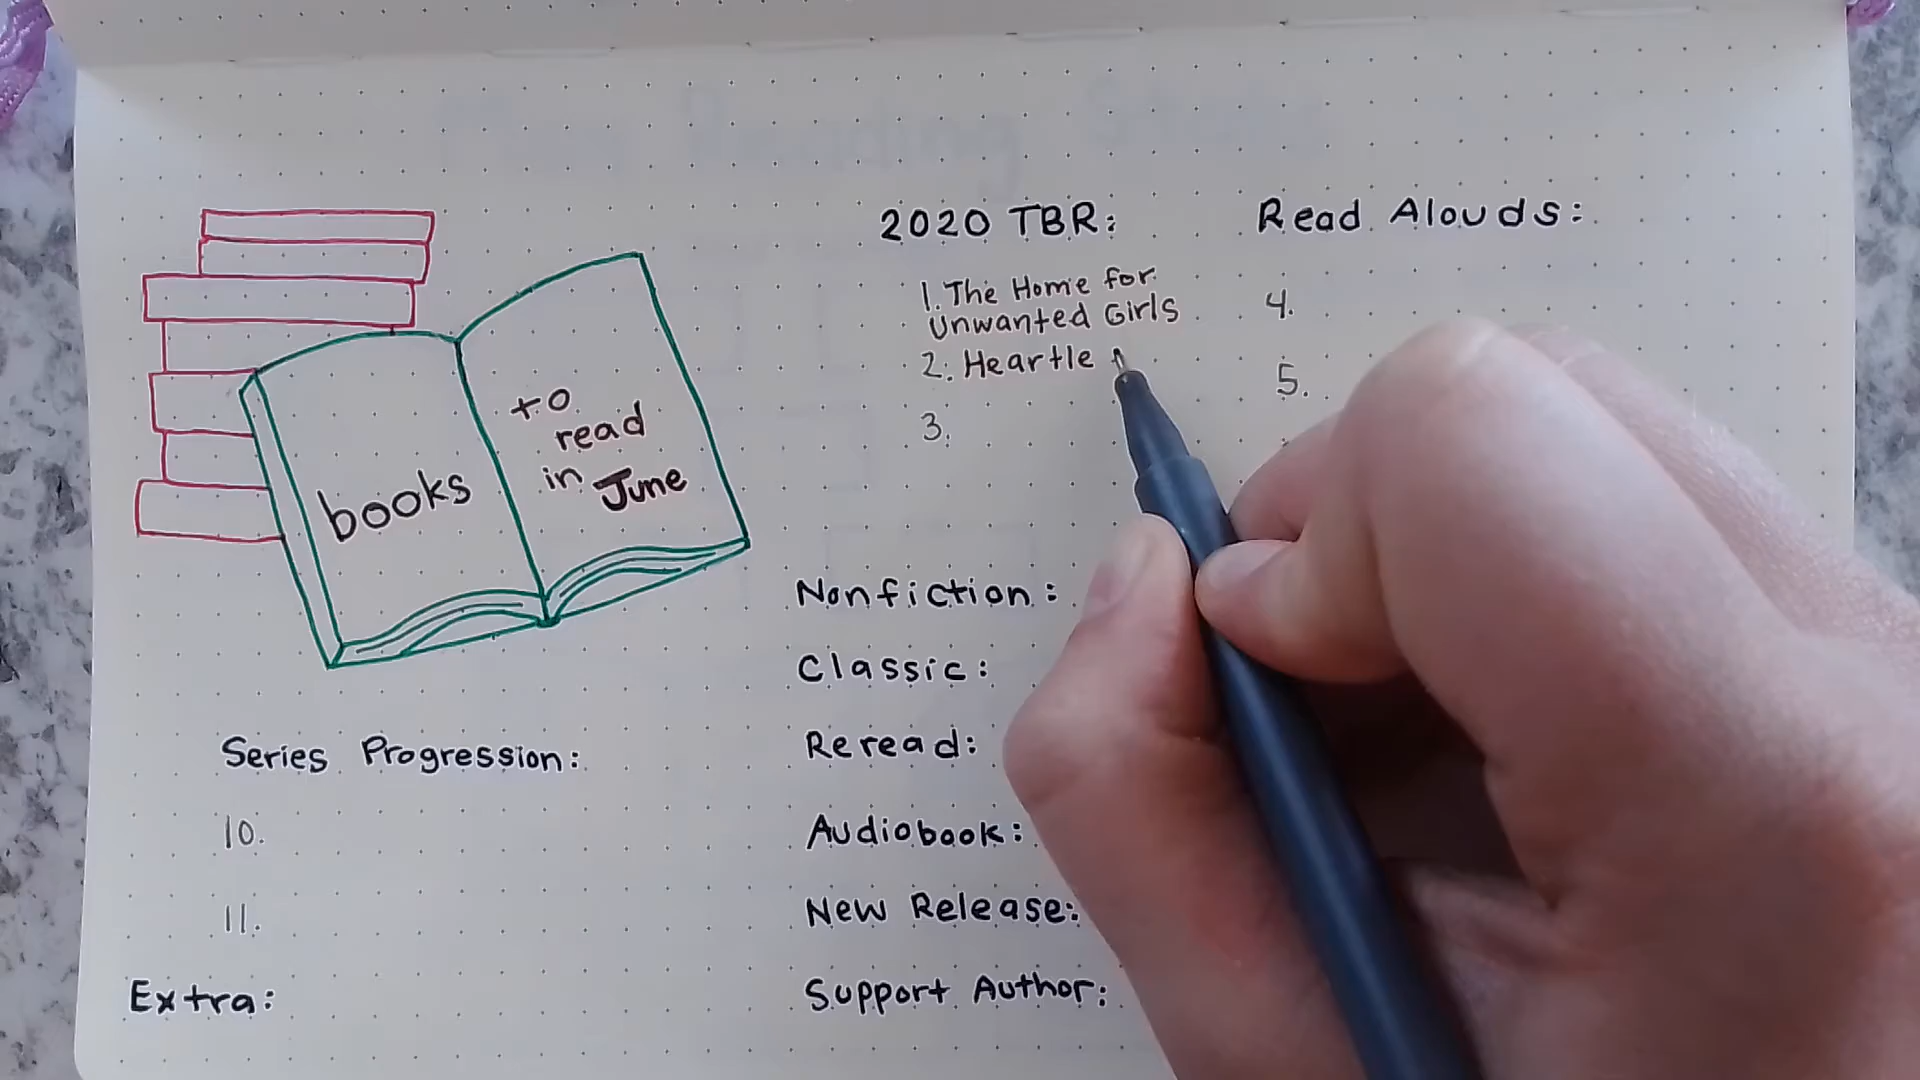 2020 TBR:
1. The Home for
Unwanted Girls
2. Heartle
3.
Read Alouds:
4.
5.
books
to
read
in June
Nonfiction:
Classic:
Reread:
Audiobook:
New Release:
Support Author:
Series Progression:
10.
11.
Extra: